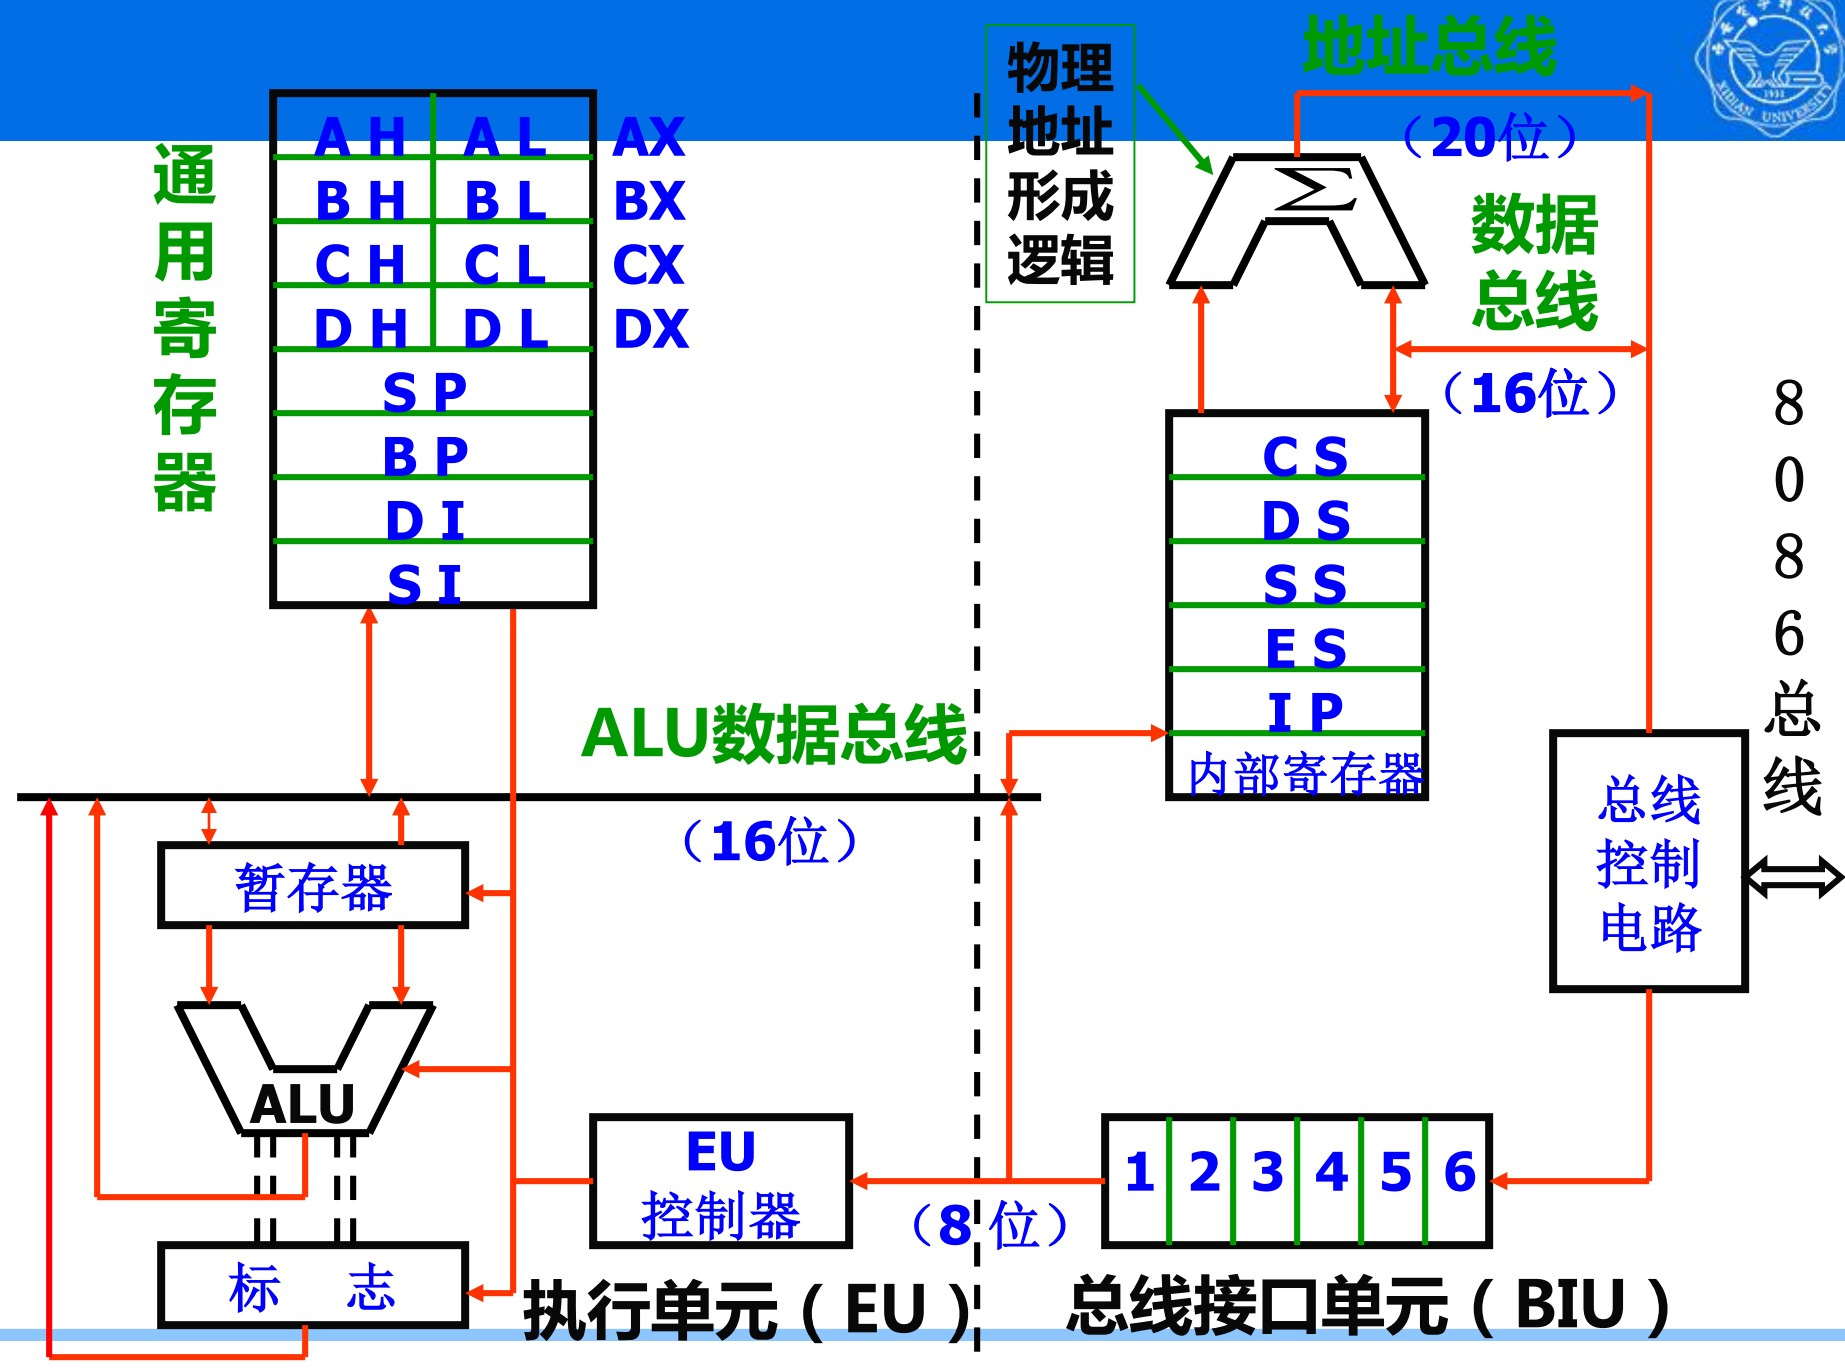 通用寄存器
AH AL AX
BH BL BX
CH CL CX
DH DL DX
SP
BP
DI
SI
物理
地址
形成
逻辑
地址总线
（20位）
Σ
数据
总线
（16位）
CS
DS
SS
ES
IP
内部寄存器
8086总线
总线
控制
电路
ALU数据总线
（16位）
暂存器
ALU
标 志
EU
控制器
（8位）
1 2 3 4 5 6
执行单元（EU）
总线接口单元（BIU）
XIDIAN UNIVERSITY